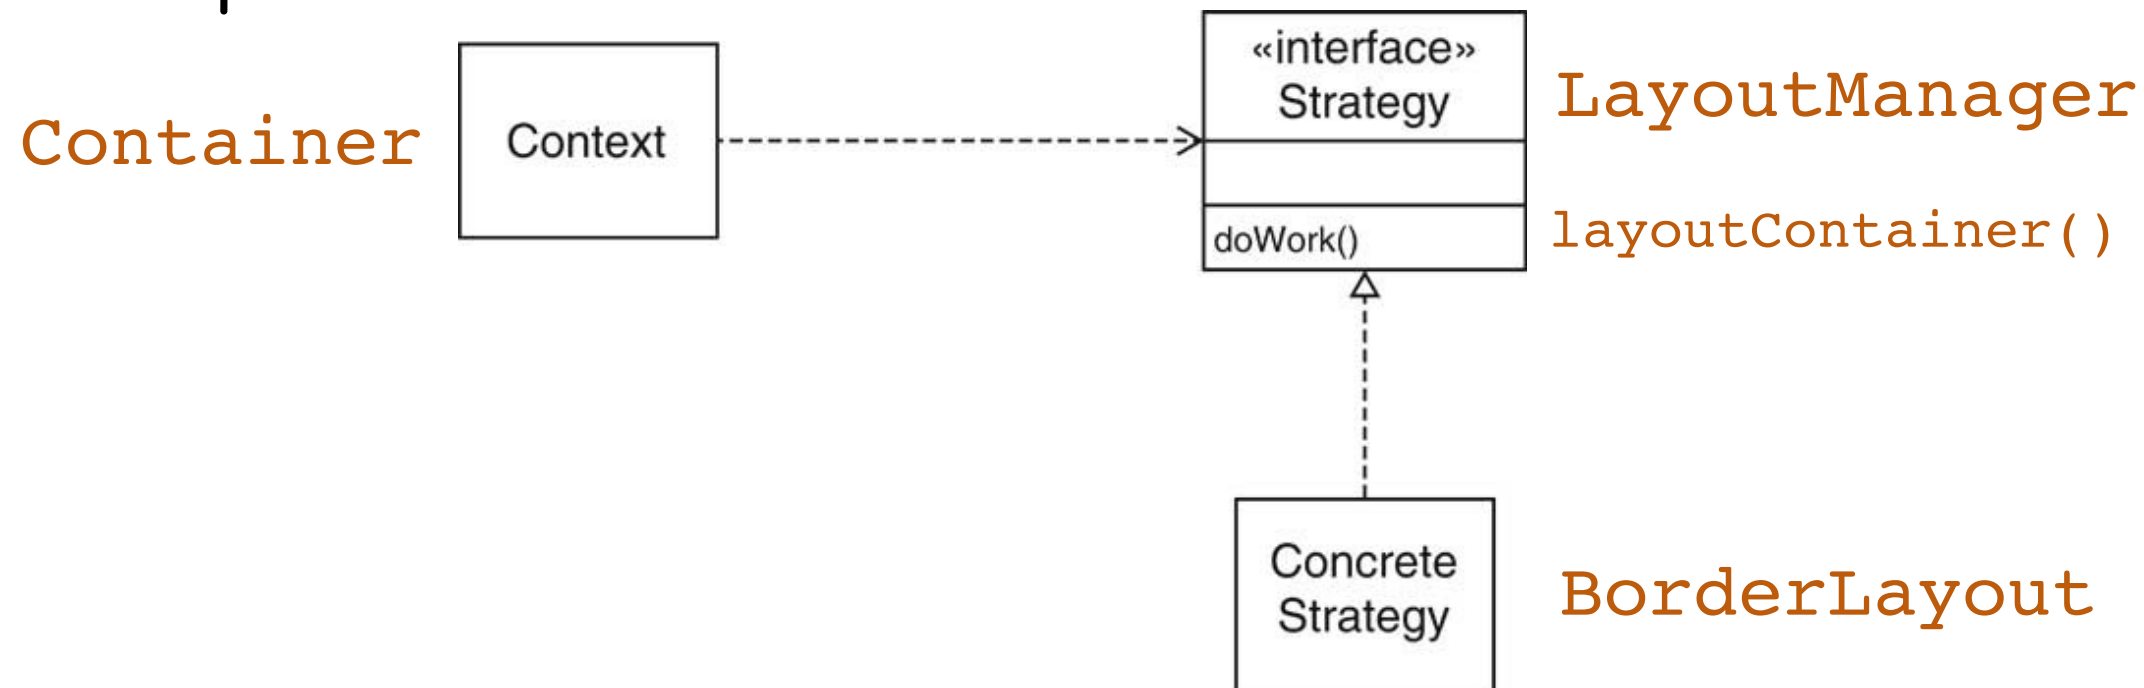 Container
Context
«interface»
Strategy
doWork()
LayoutManager
layoutContainer()
Concrete
Strategy
BorderLayout